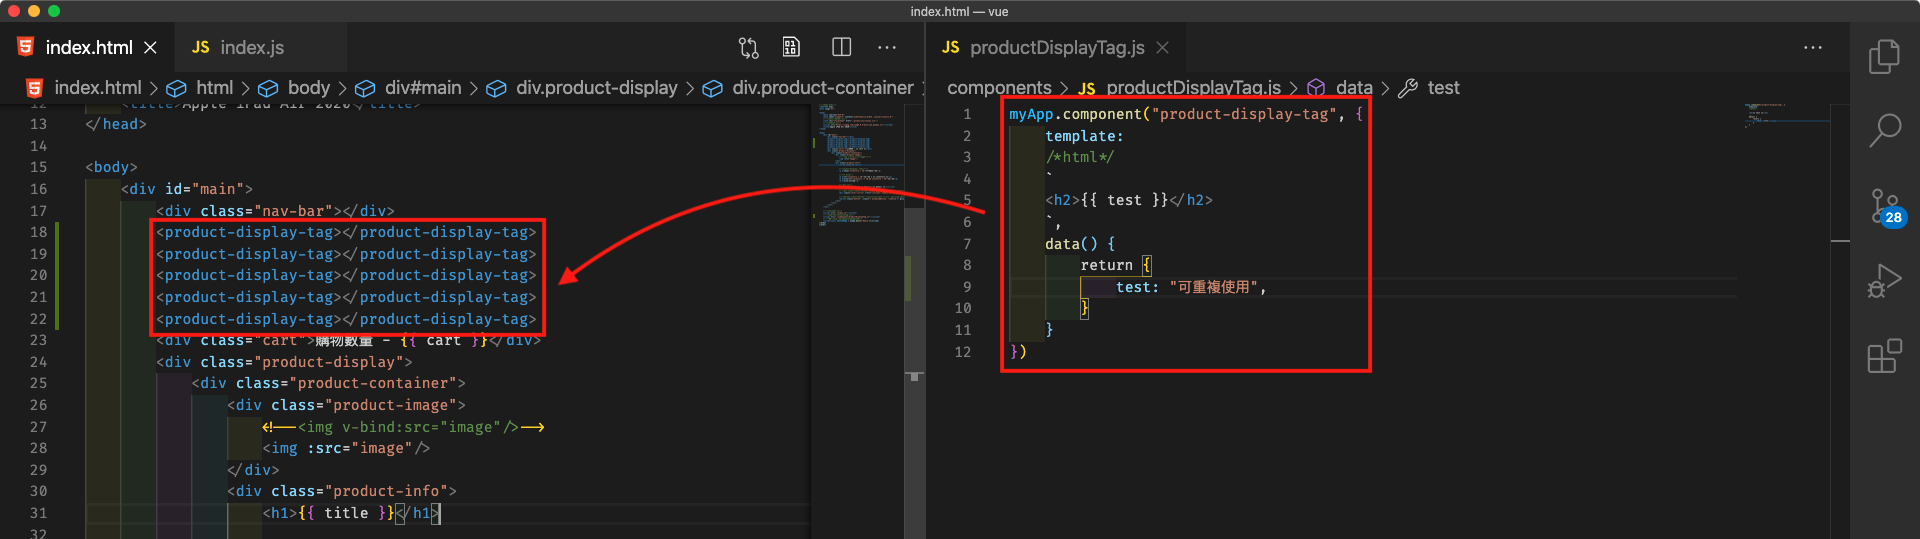 index.html — vue
index.html
JS index.js
JS productDisplayTag.js
index.html > html > body > div#main > div.product-display > div.product-container
components > JS productDisplayTag.js > data > test
12 <title>Apple iPad Air 2020</title>
13 </head>
14
15 <body>
16 <div id="main">
17 <div class="nav-bar"></div>
18 <product-display-tag></product-display-tag>
19 <product-display-tag></product-display-tag>
20 <product-display-tag></product-display-tag>
21 <product-display-tag></product-display-tag>
22 <product-display-tag></product-display-tag>
23 <div class="cart">購物數量 - {{ cart }}</div>
24 <div class="product-display">
25 <div class="product-container">
26 <div class="product-image">
27 <!--<img v-bind:src="image"/>-->
28 <img :src="image"/>
29 </div>
30 <div class="product-info">
31 <h1>{{ title }}</h1>
32
1 myApp.component("product-display-tag", {
2 template:
3 /*html*/
4 `
5 <h2>{{ test }}</h2>
6 `,
7 data() {
8 return {
9 test: "可重複使用",
10 }
11 }
12 })
28